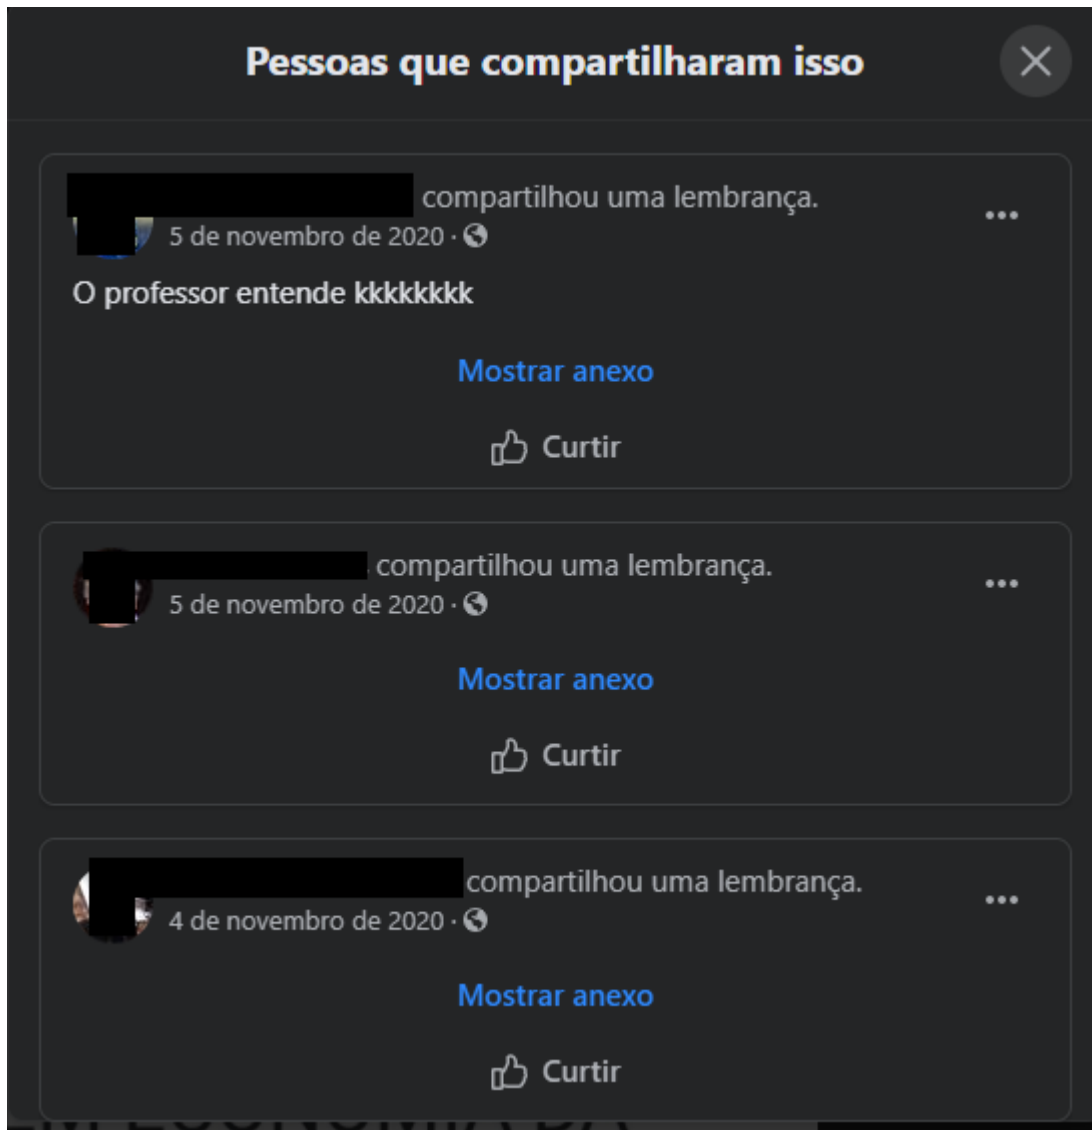 Pessoas que compartilharam isso
compartilhou uma lembrança.
5 de novembro de 2020 ·
O professor entende kkkkkkkk
Mostrar anexo
Curtir
compartilhou uma lembrança.
5 de novembro de 2020 ·
Mostrar anexo
Curtir
compartilhou uma lembrança.
4 de novembro de 2020 ·
Mostrar anexo
Curtir